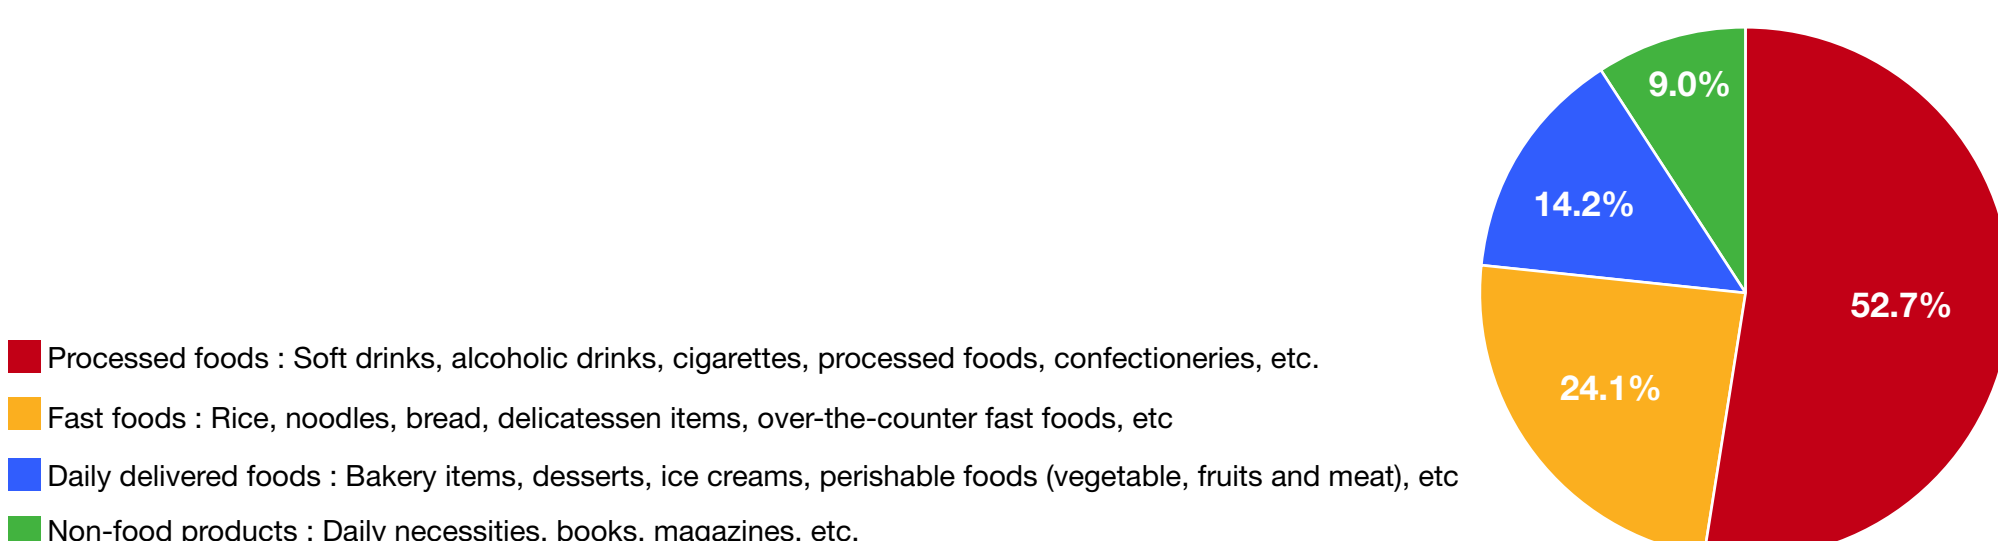 9.0%
14.2%
52.7%
24.1%
Processed foods : Soft drinks, alcoholic drinks, cigarettes, processed foods, confectioneries, etc.
Fast foods : Rice, noodles, bread, delicatessen items, over-the-counter fast foods, etc
Daily delivered foods : Bakery items, desserts, ice creams, perishable foods (vegetable, fruits and meat), etc
Non-food products : Daily necessities, books, magazines, etc.